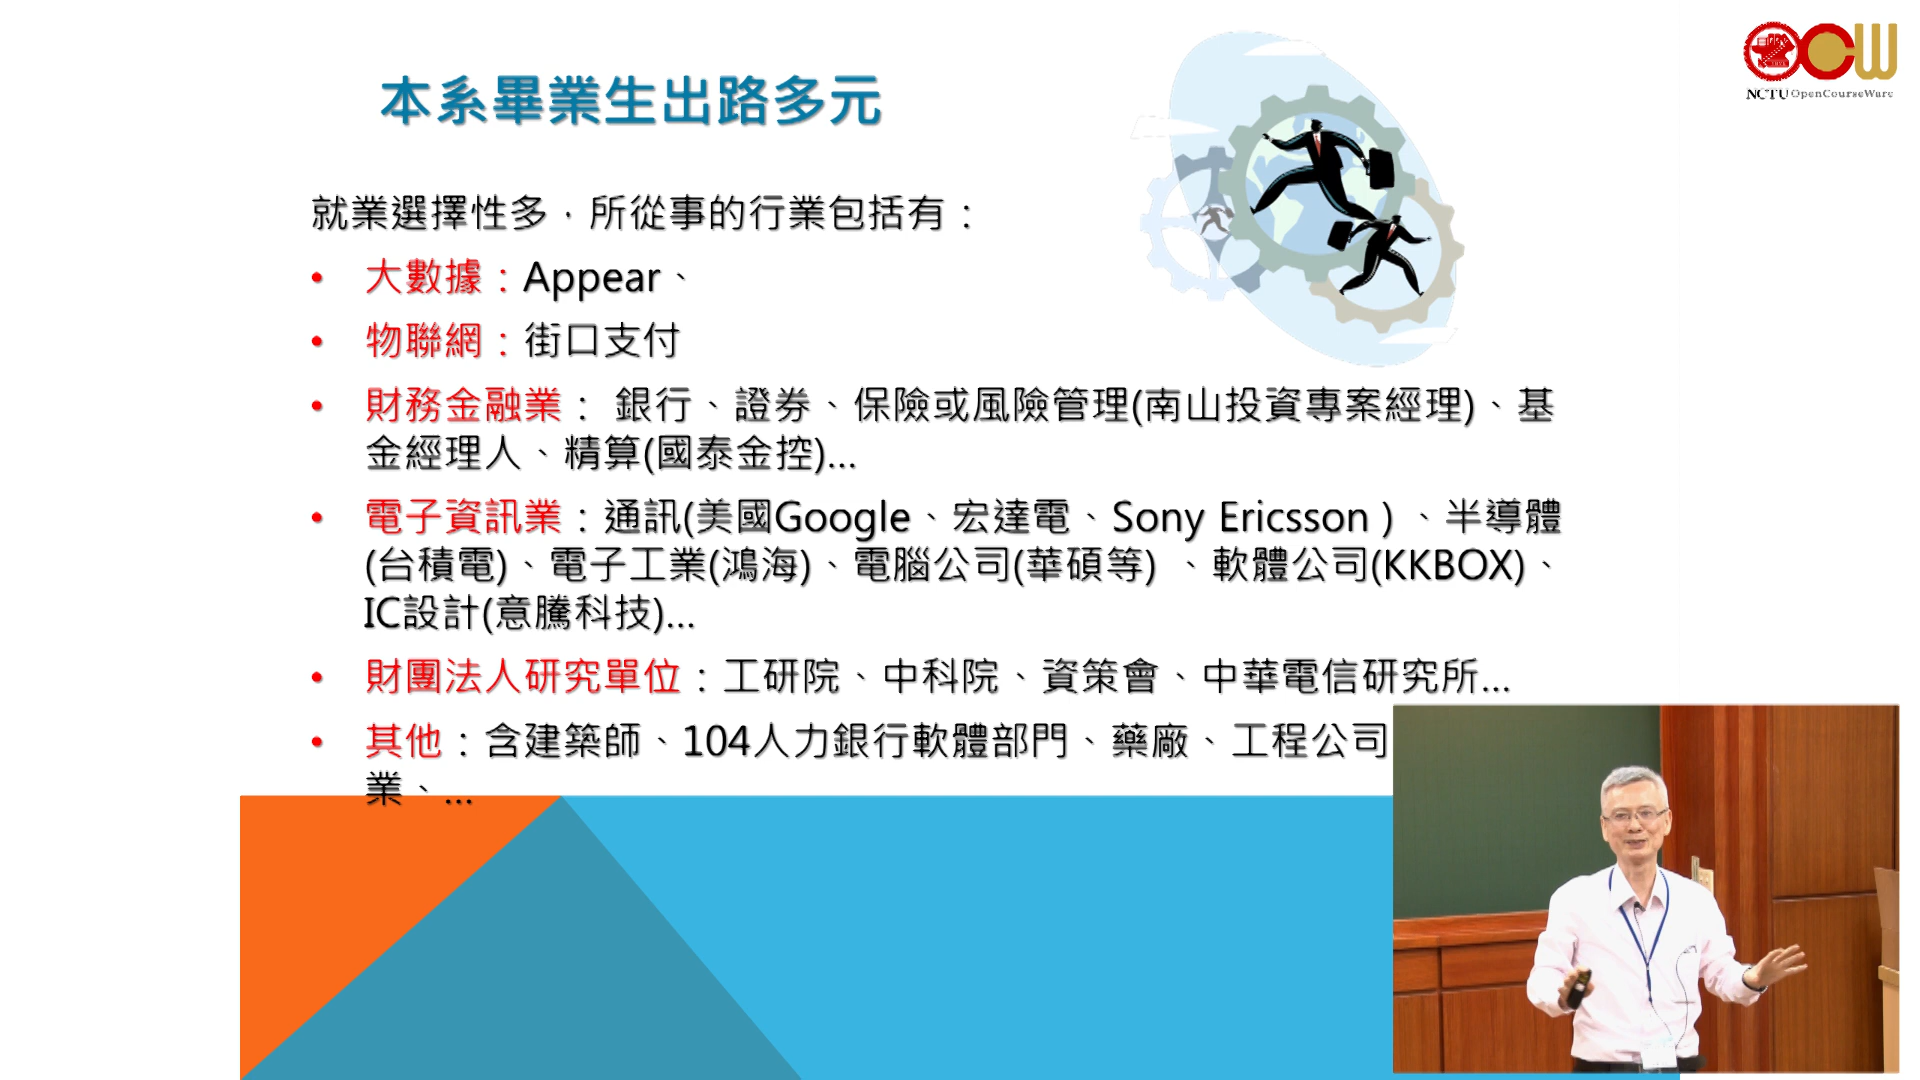 本系畢業生出路多元
NCTU OpenCourseWare
就業選擇性多，所從事的行業包括有：
• 大數據：Appear、
• 物聯網：街口支付
• 財務金融業： 銀行、證券、保險或風險管理(南山投資專案經理)、基
金經理人、精算(國泰金控)...
• 電子資訊業：通訊(美國Google、宏達電、Sony Ericsson ) 、半導體
(台積電)、電子工業(鴻海)、電腦公司(華碩等) 、軟體公司(KKBOX)、
IC設計(意騰科技)...
• 財團法人研究單位：工研院、中科院、資策會、中華電信研究所...
• 其他：含建築師、104人力銀行軟體部門、藥廠、工程公司
業、...